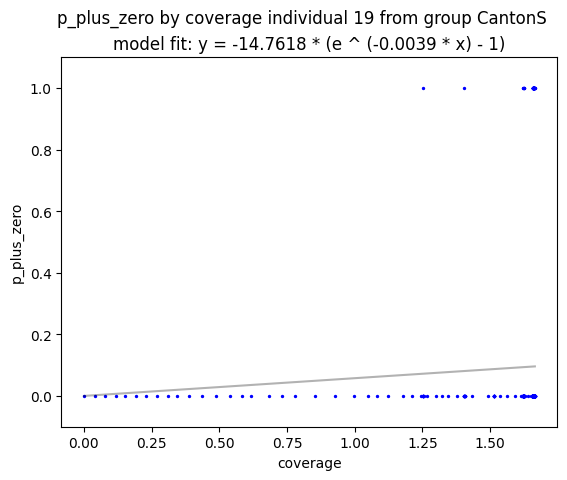 p_plus_zero by coverage individual 19 from group CantonS
model fit: y = -14.7618 * (e ^ (-0.0039 * x) - 1)
1.0
0.8
0.6
0.4
0.2
0.0
p_plus_zero
0.00 0.25 0.50 0.75 1.00 1.25 1.50
coverage